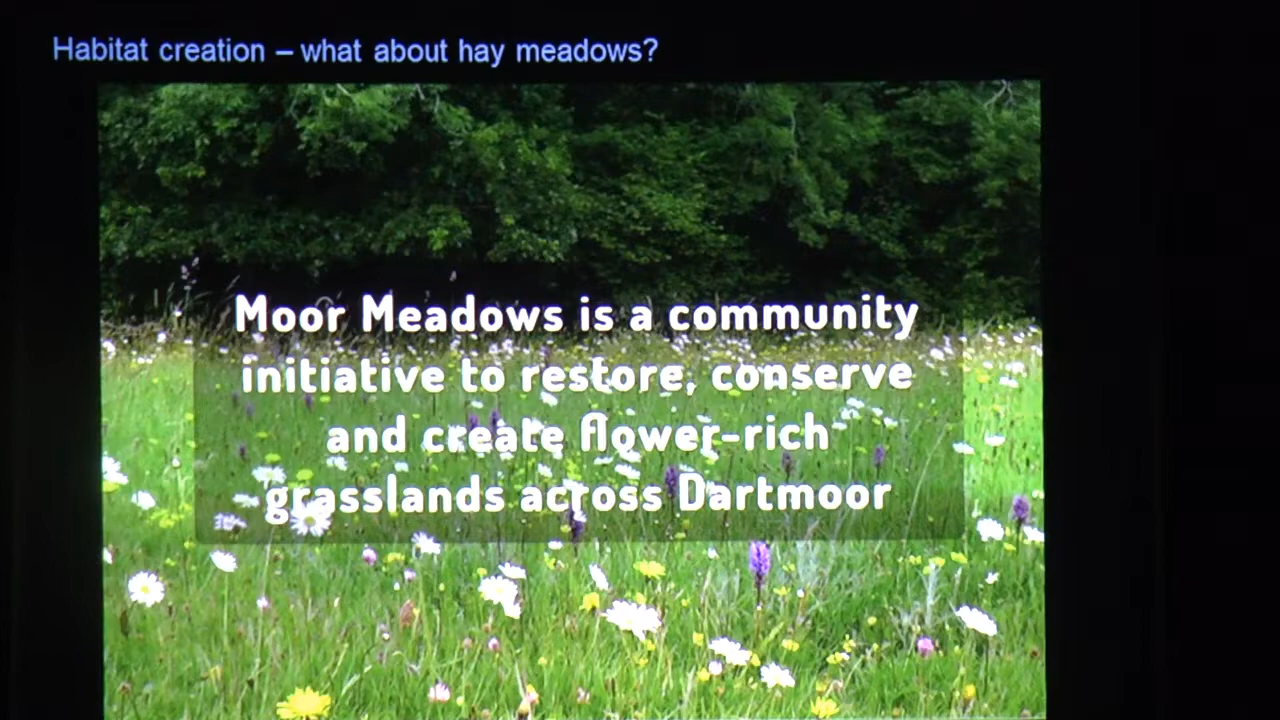 Habitat creation – what about hay meadows?
Moor Meadows is a community
initiative to restore, conserve
and create flower-rich
grasslands across Dartmoor